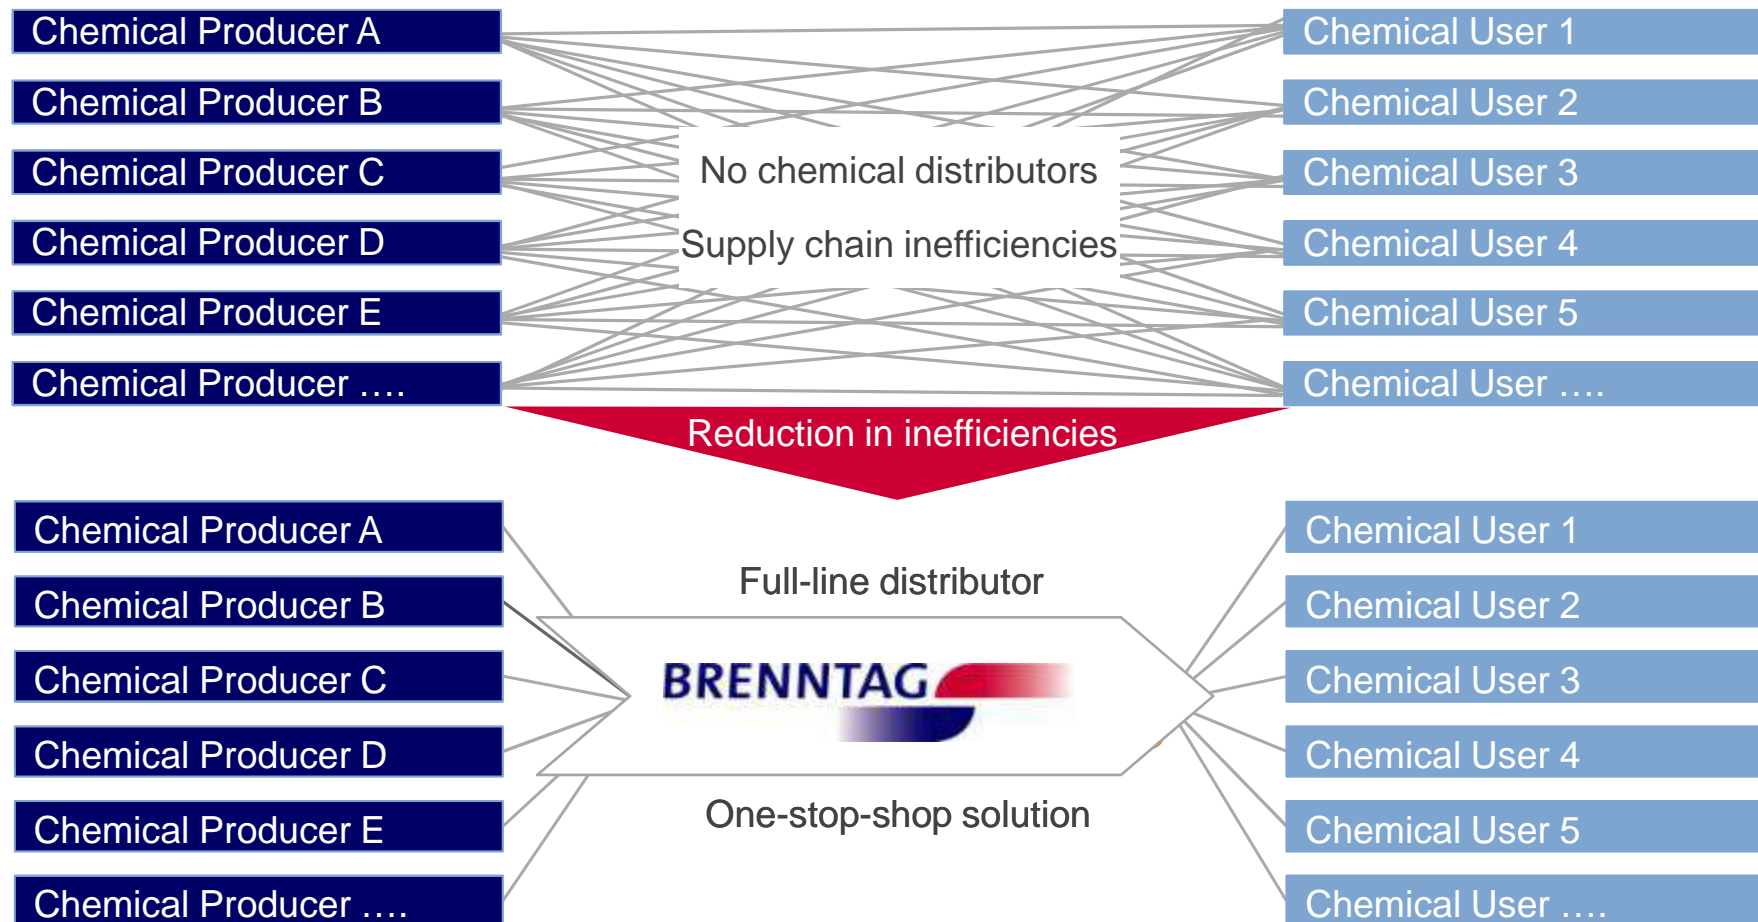 Chemical Producer A
Chemical User 1
Chemical Producer B
Chemical User 2
Chemical Producer C
No chemical distributors
Chemical User 3
Chemical Producer D
Supply chain inefficiencies
Chemical User 4
Chemical Producer E
Chemical User 5
Chemical Producer ….
Chemical User ….
Reduction in inefficiencies
Chemical Producer A
Chemical User 1
Full-line distributor
Chemical Producer B
Chemical User 2
Chemical Producer C
BRENNTAG
Chemical User 3
Chemical Producer D
Chemical User 4
One-stop-shop solution
Chemical Producer E
Chemical User 5
Chemical Producer ….
Chemical User ….